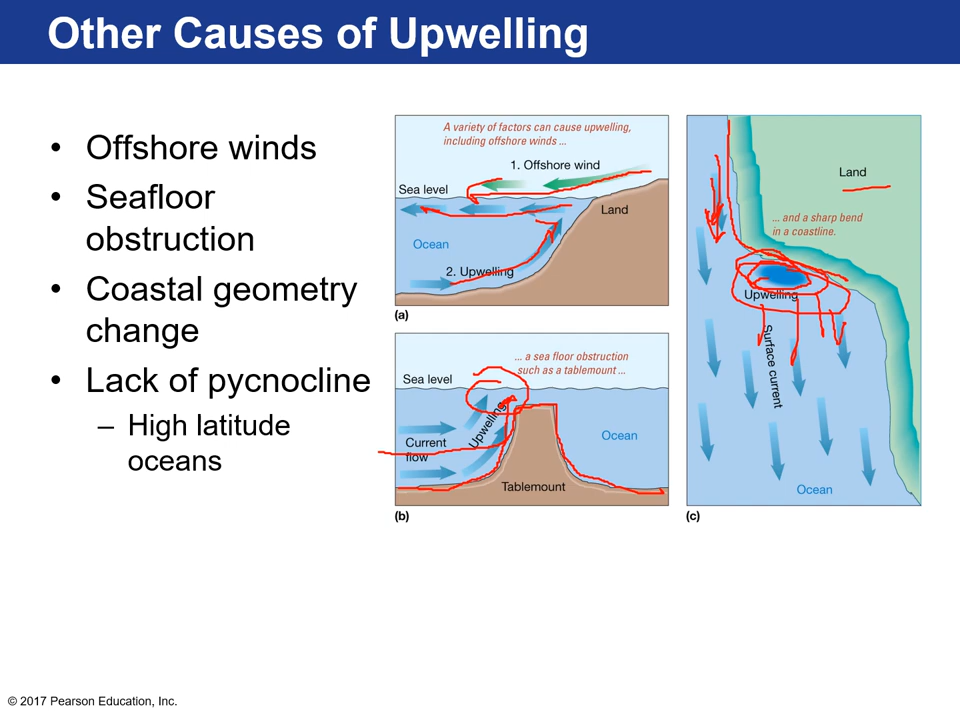 Other Causes of Upwelling
• Offshore winds
• Seafloor
obstruction
• Coastal geometry
change
• Lack of pycnocline
– High latitude
oceans
A variety of factors can cause upwelling,
including offshore winds ...
1. Offshore wind
Sea level
Land
Ocean
2. Upwelling
(a)
... a sea floor obstruction
such as a tablemount ...
Sea level
Upwelling
Current
flow
Ocean
Tablemount
(b)
Land
... and a sharp bend
in a coastline.
Upwelling
Surface current
Ocean
(c)
© 2017 Pearson Education, Inc.